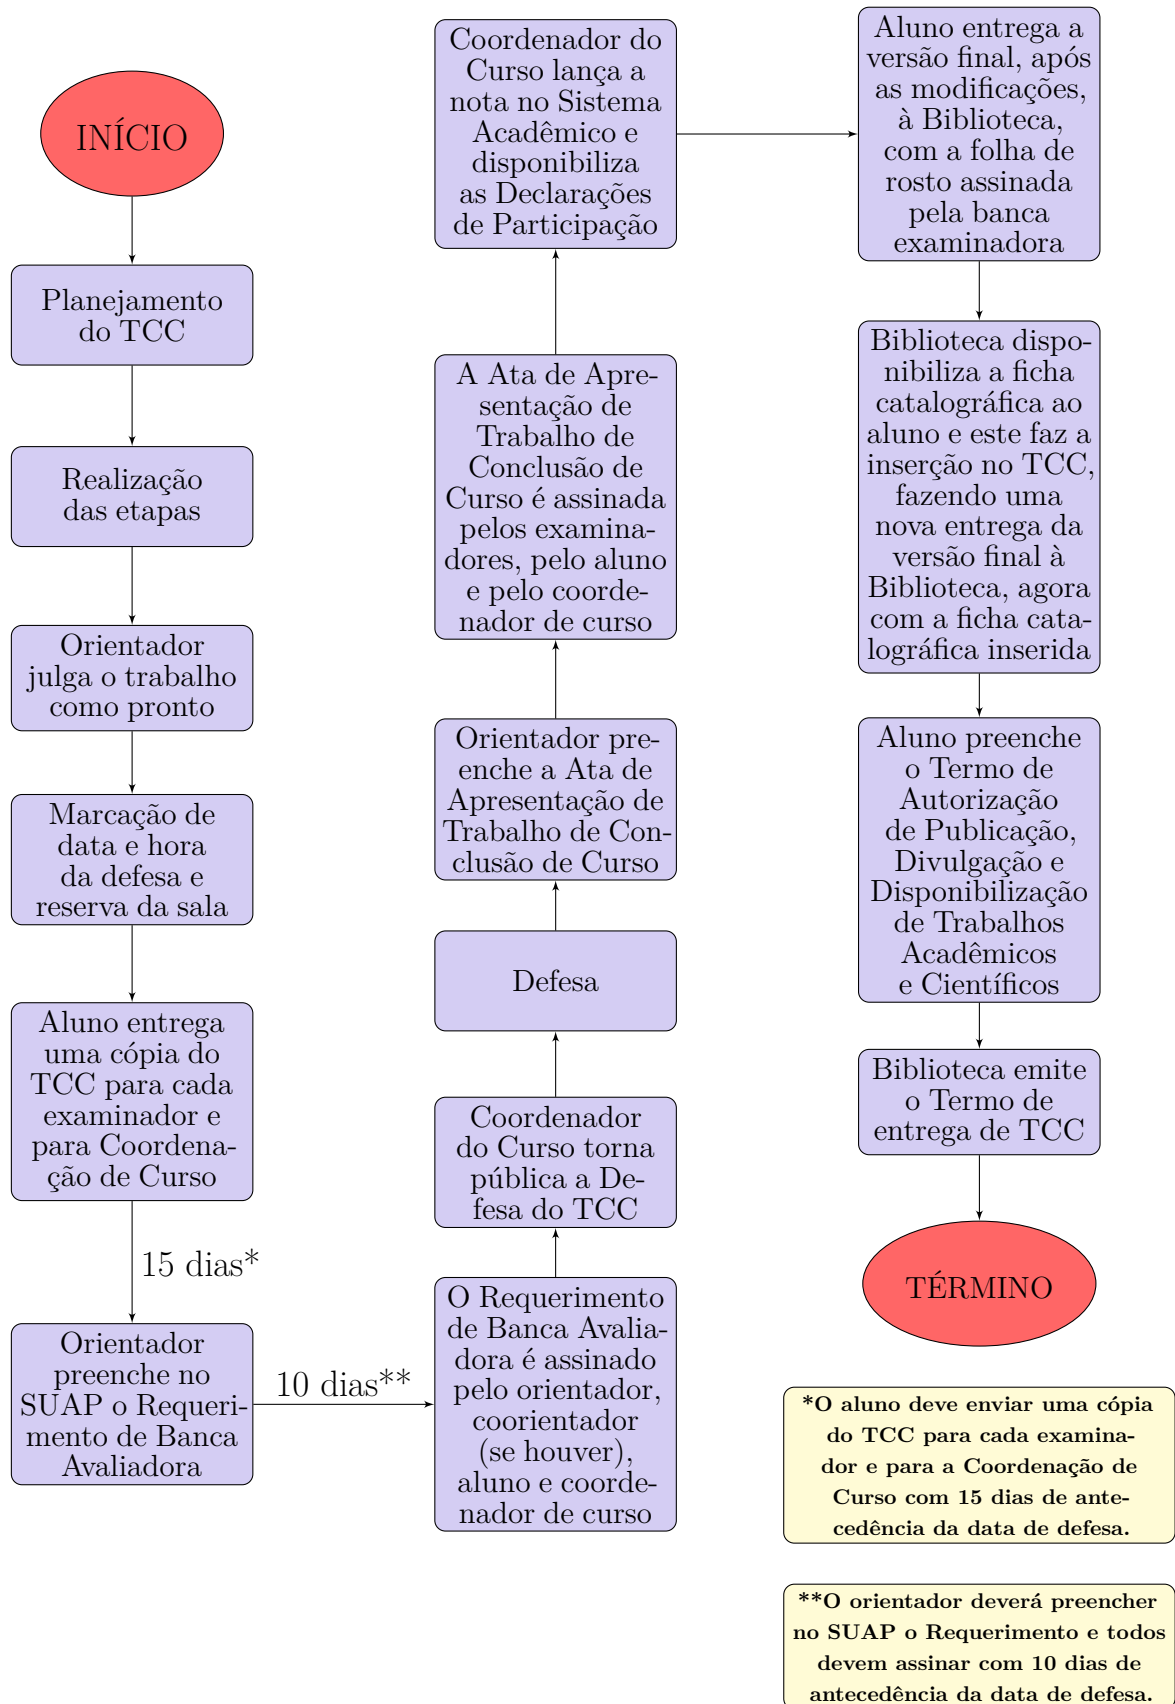 INÍCIO
Planejamento
do TCC
Realização
das etapas
Orientador
julga o trabalho
como pronto
Marcação de
data e hora
da defesa e
reserva da sala
Aluno entrega
uma cópia do
TCC para cada
examinador e
para Coordena-
ção de Curso
15 dias*
Orientador
preenche no
SUAP o Requeri-
mento de Banca
Avaliadora
10 dias**
O Requerimento
de Banca Avalia-
dora é assinado
pelo orientador,
coorientador
(se houver),
aluno e coorde-
nador de curso
Coordenador
do Curso torna
pública a De-
fesa do TCC
Defesa
Orientador pre-
enche a Ata de
Apresentação de
Trabalho de Con-
clusão de Curso
A Ata de Apre-
sentação de
Trabalho de
Conclusão de
Curso é assinada
pelos examina-
dores, pelo aluno
e pelo coorde-
nador de curso
Coordenador do
Curso lança a
nota no Sistema
Acadêmico e
disponibiliza
as Declarações
de Participação
Aluno entrega a
versão final, após
as modificações,
à Biblioteca,
com a folha de
rosto assinada
pela banca
examinadora
Biblioteca dispo-
nibiliza a ficha
catalográfica ao
aluno e este faz a
inserção no TCC,
fazendo uma
nova entrega da
versão final à
Biblioteca, agora
com a ficha cata-
lográfica inserida
Aluno preenche
o Termo de
Autorização
de Publicação,
Divulgação e
Disponibilização
de Trabalhos
Acadêmicos
e Científicos
Biblioteca emite
o Termo de
entrega de TCC
TÉRMINO
*O aluno deve enviar uma cópia
do TCC para cada examina-
dor e para a Coordenação de
Curso com 15 dias de ante-
cedência da data de defesa.
**O orientador deverá preencher
no SUAP o Requerimento e todos
devem assinar com 10 dias de
antecedência da data de defesa.